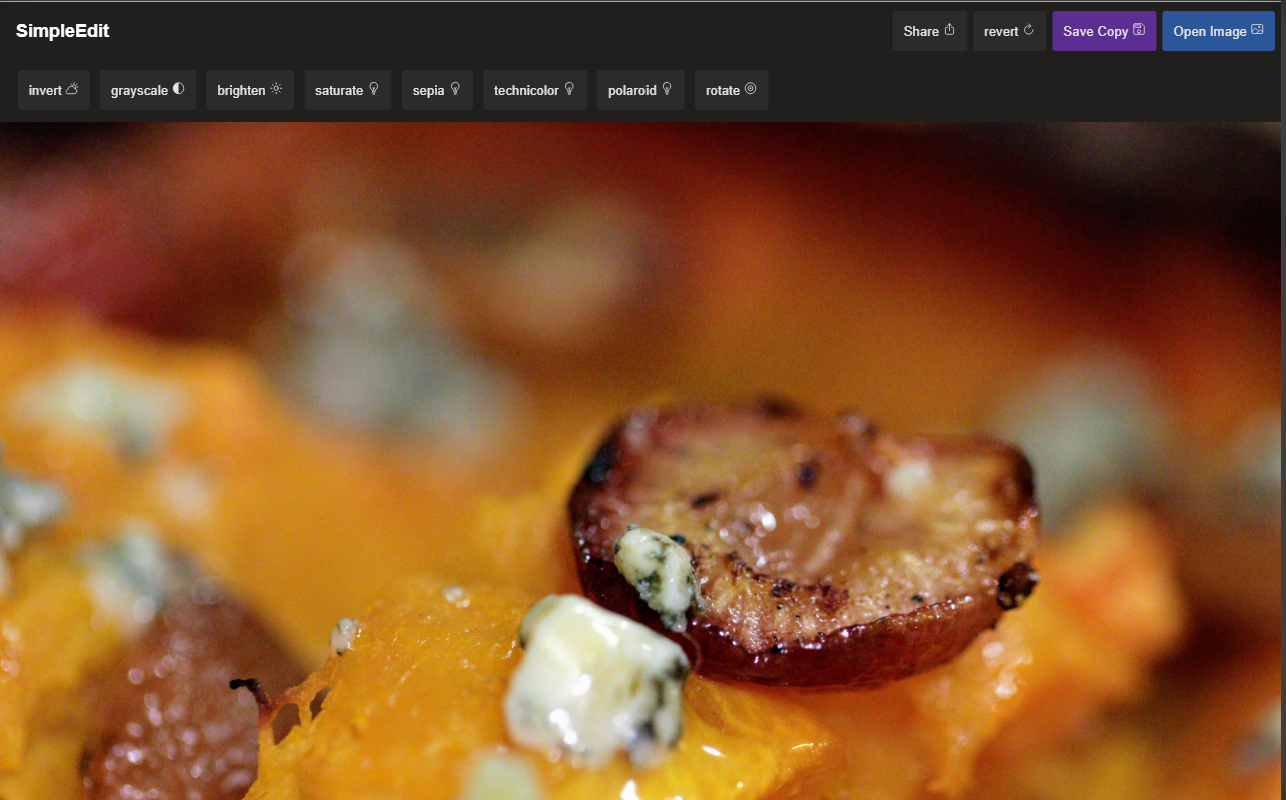 SimpleEdit
Share revert Save Copy Open Image
invert grayscale brighten saturate sepia technicolor polaroid rotate